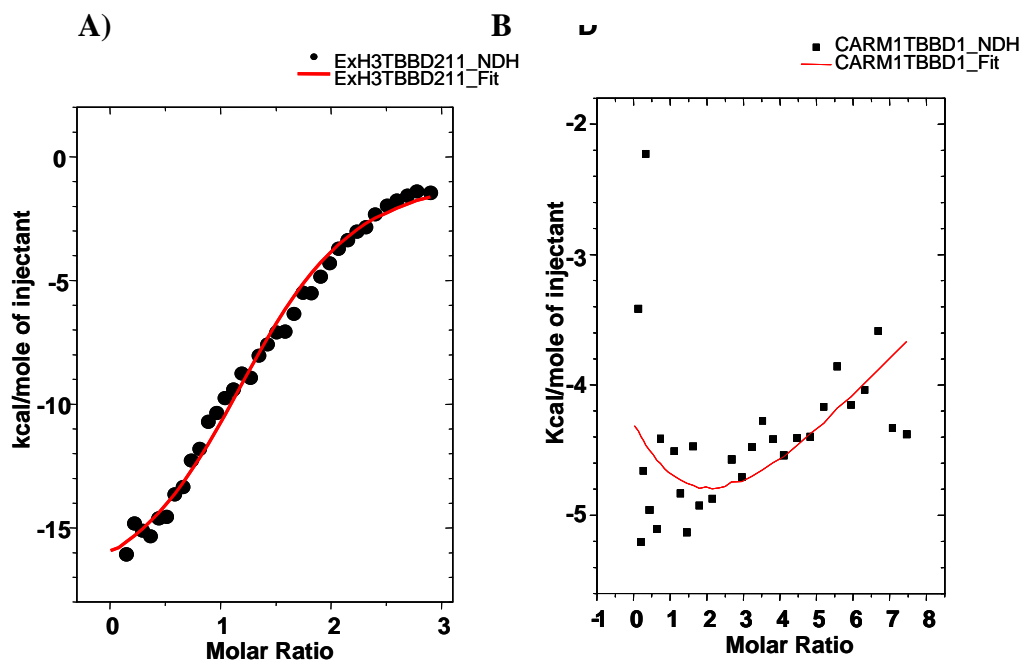 A)
ExH3TBBD211_NDH
ExH3TBBD211_Fit
0
-5
-10
-15
kcal/mole of injectant
0 1 2 3
Molar Ratio
B
CARM1TBBD1_NDH
CARM1TBBD1_Fit
-2
-3
-4
-5
Kcal/mole of injectant
-1 0 1 2 3 4 5 6 7 8
Molar Ratio